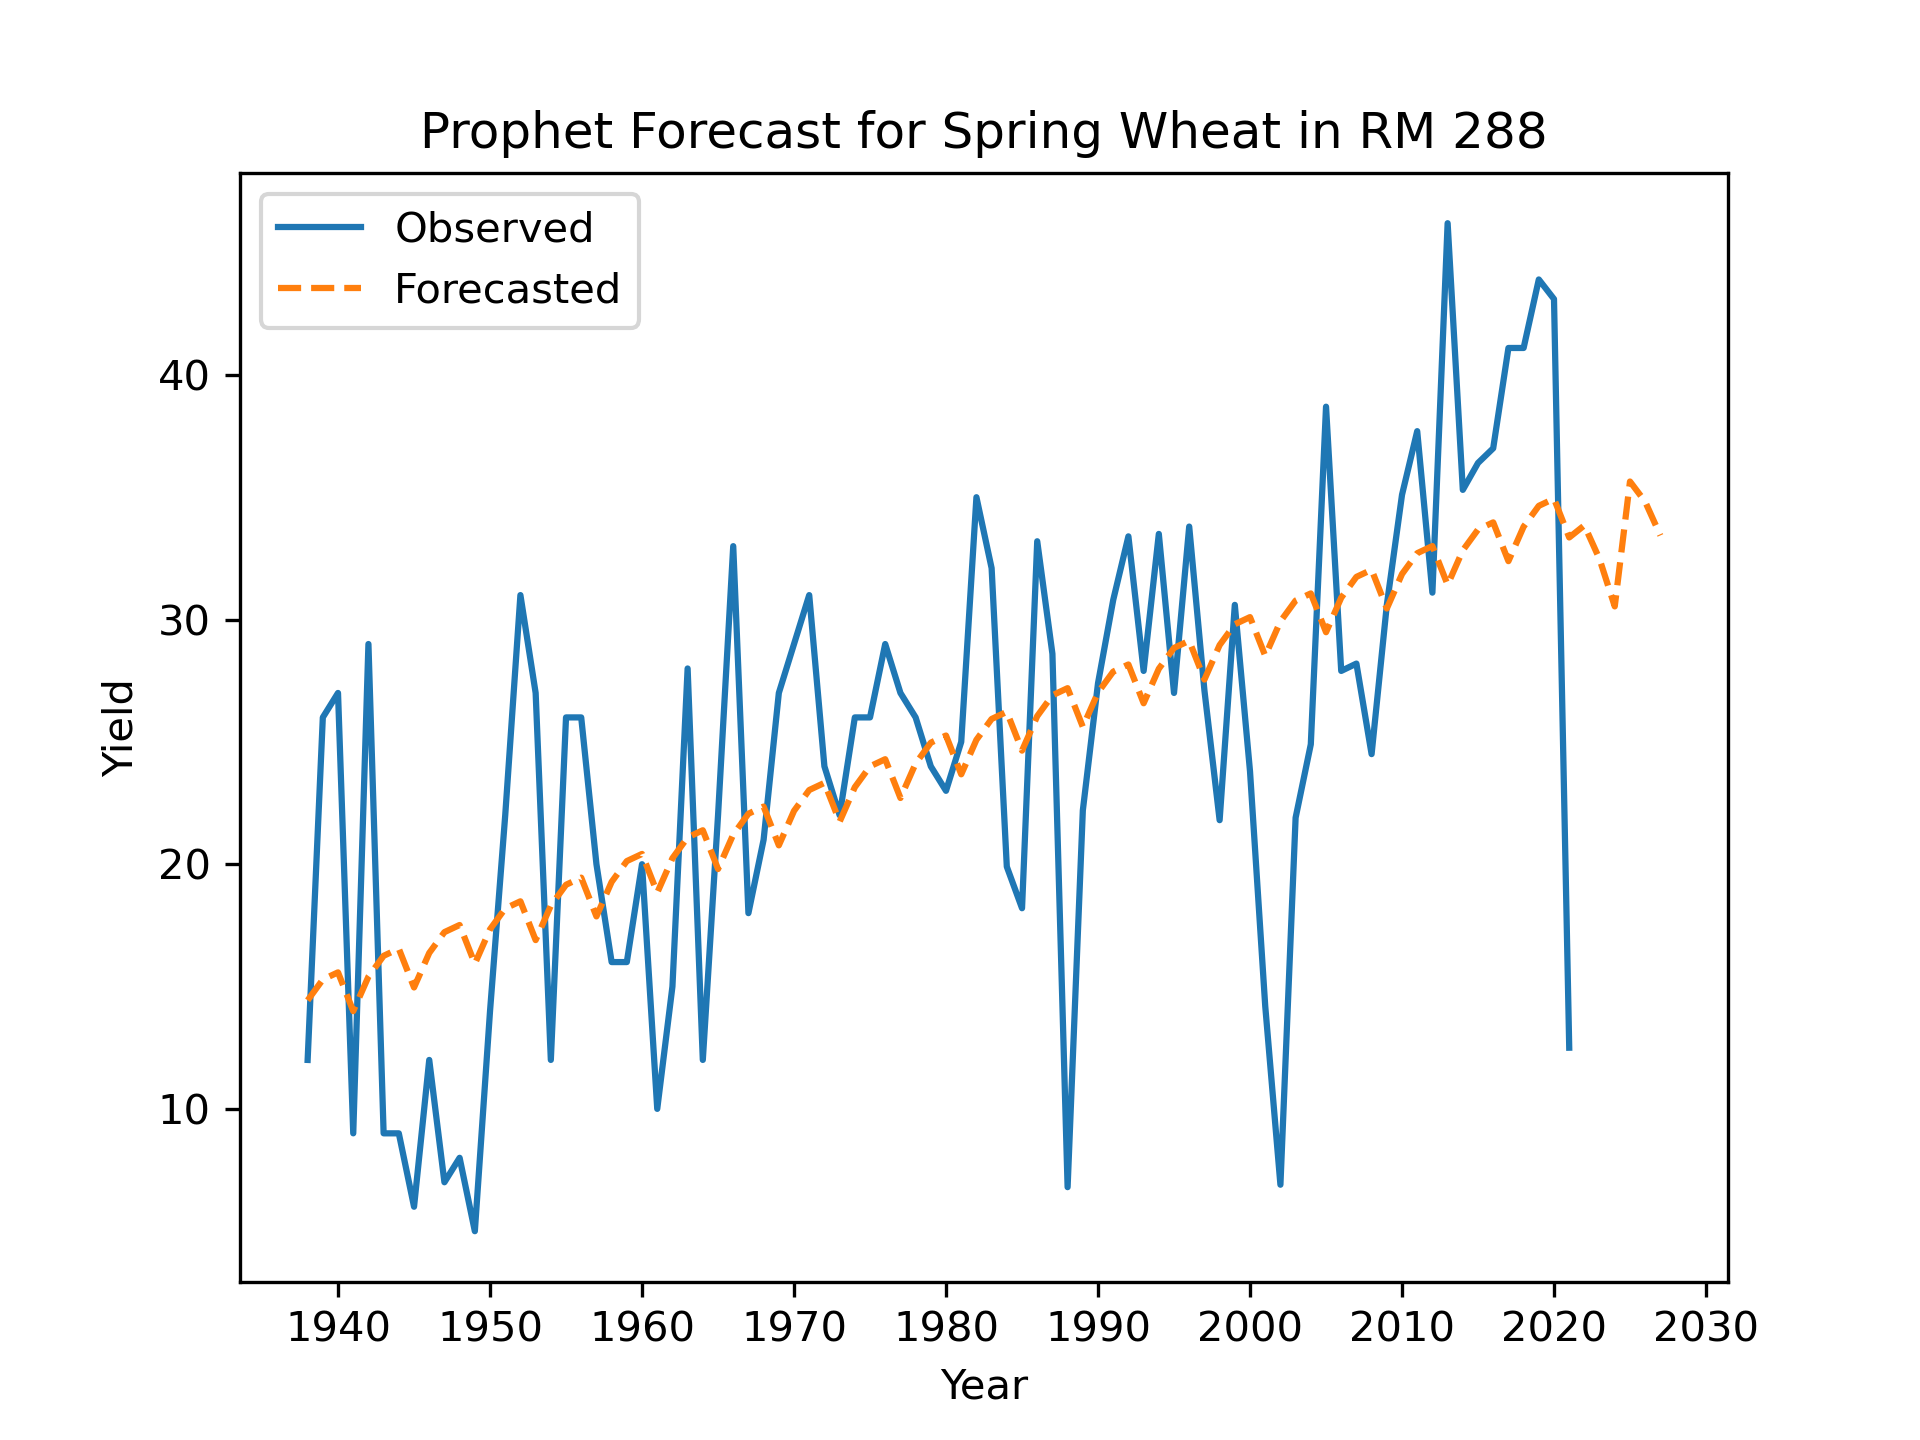 Prophet Forecast for Spring Wheat in RM 288
Observed
Forecasted
40
30
20
10
Yield
1940 1950 1960 1970 1980 1990 2000 2010 2020 2030
Year